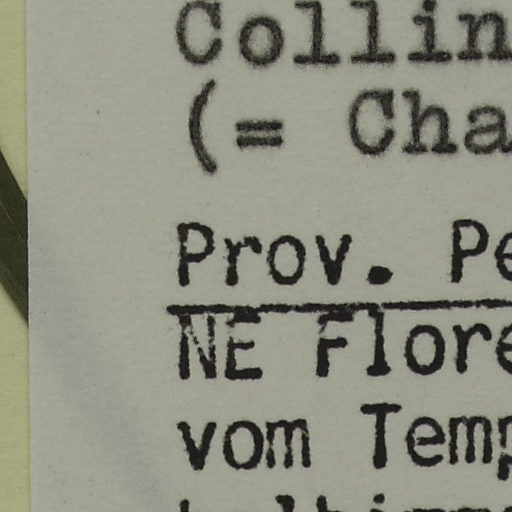 Collin
(= Cha
Prov. Pe
NE Flore
vom Temp